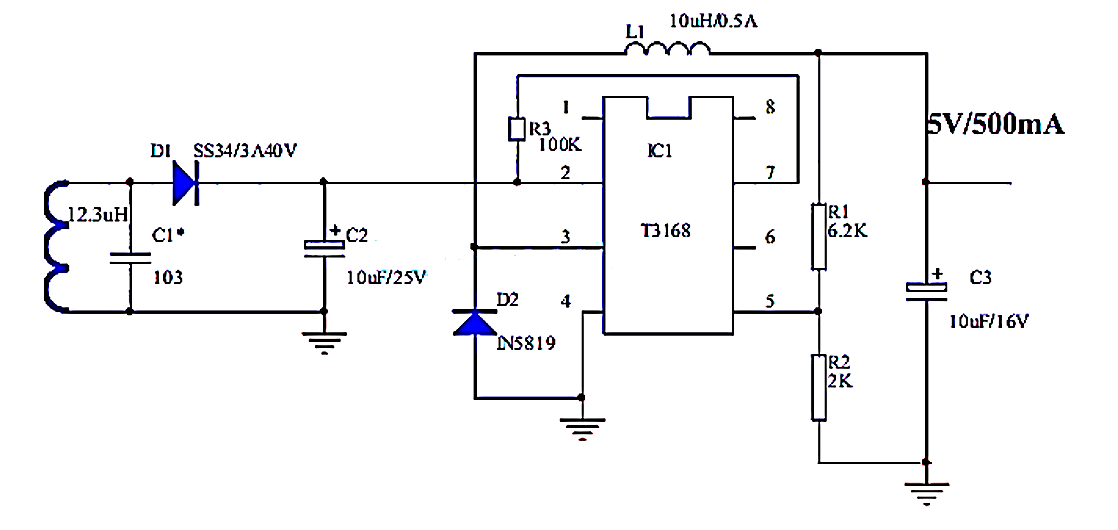 L1 10uH/0.5A
1
8
R3
100K
IC1
5V/500mA
D1 SS34/3A40V
2
7
12.3uH
C1*
103
C2
10uF/25V
3
T3168
6
R1
6.2K
D2
IN5819
4
5
C3
10uF/16V
R2
2K